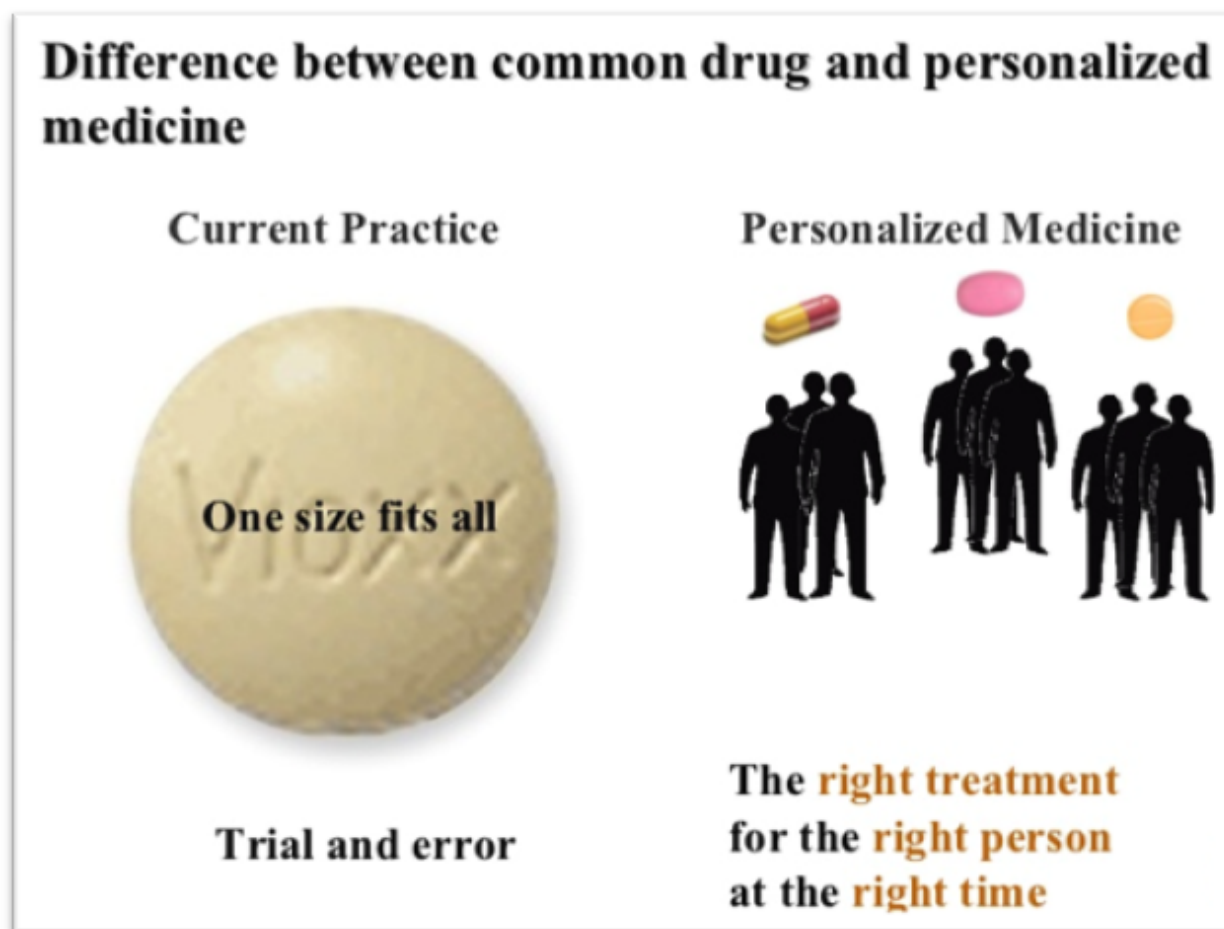 Difference between common drug and personalized
medicine
Current Practice
Vioxx
One size fits all
Trial and error
Personalized Medicine
The right treatment
for the right person
at the right time